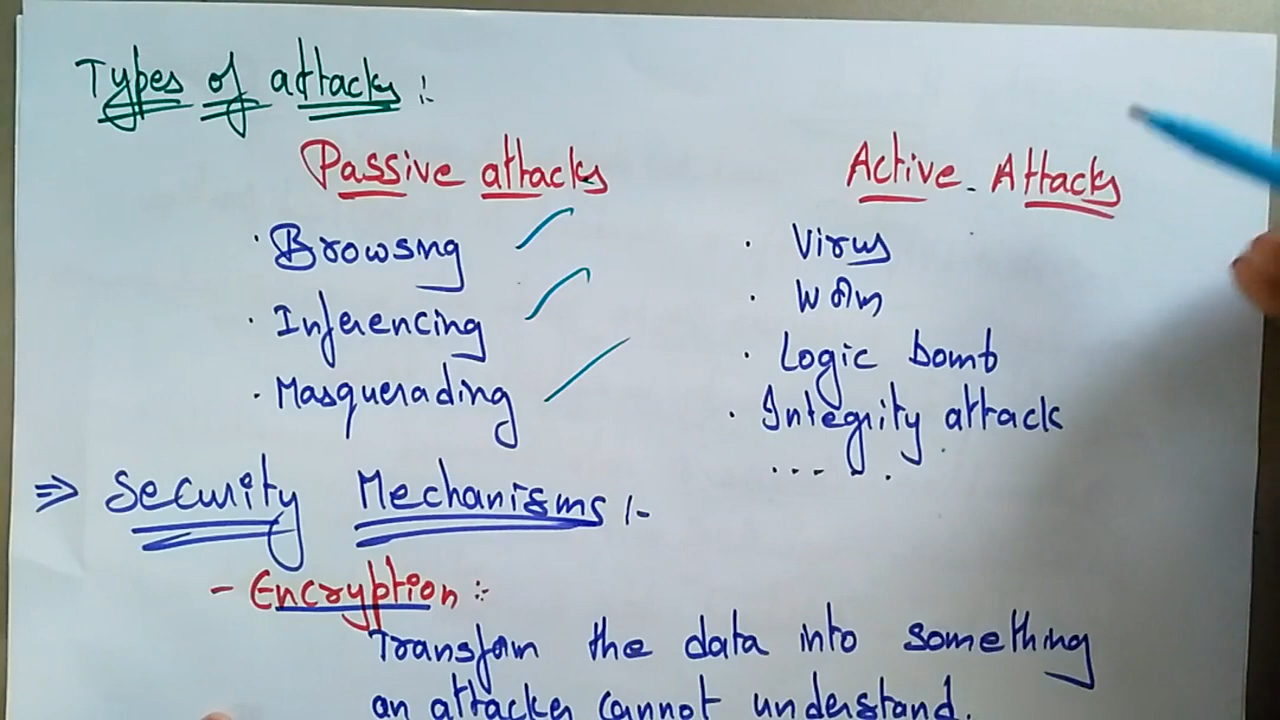 Types of attacks :-
Passive attacks
· Browsing
· Inferencing
· Masquerading
Active Attacks
· Virus
· Worm
· Logic bomb
· Integrity attack
.... .
⇒ Security Mechanisms :-
- Encryption :-
Transform the data into something
an attacker cannot understand.